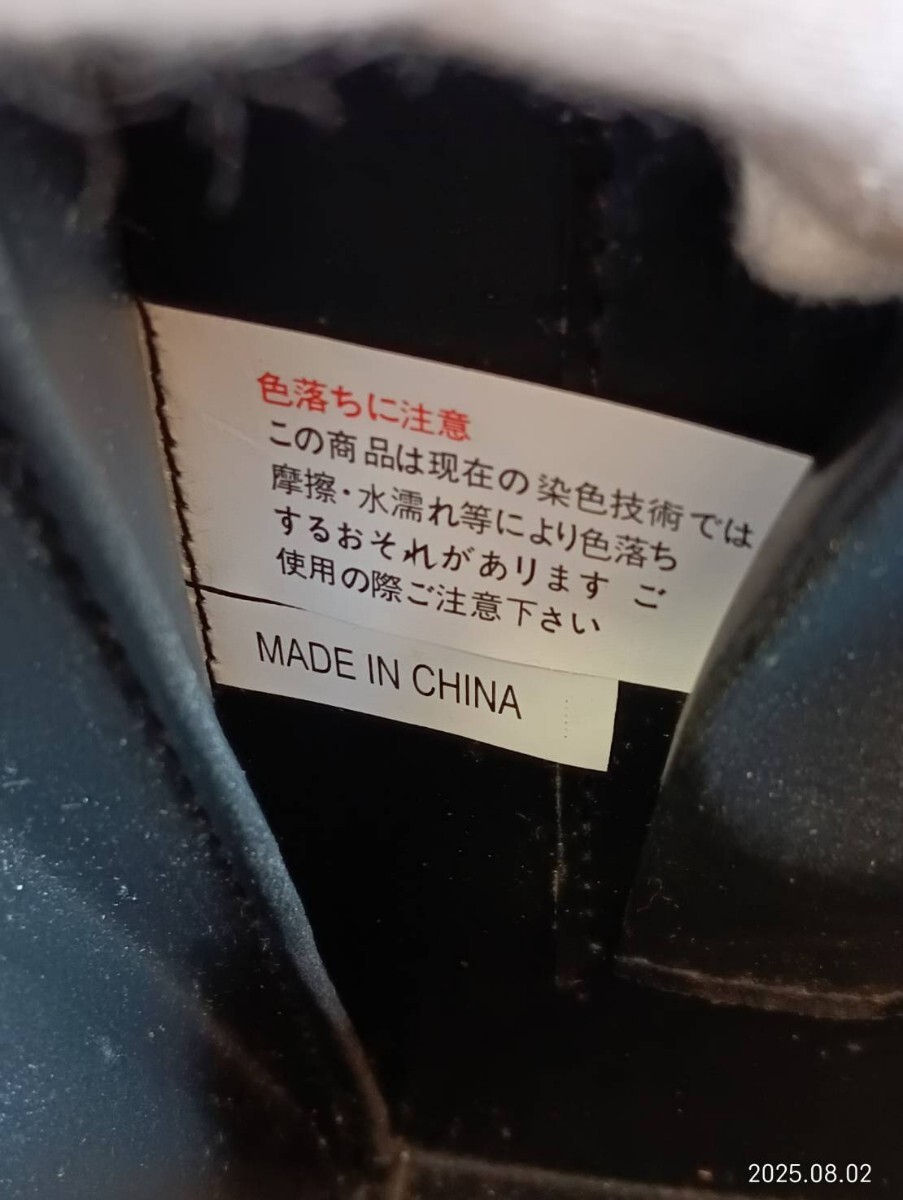 色落ちに注意
この商品は現在の染色技術では
摩擦・水濡れ等により色落ち
するおそれがあります ご
使用の際ご注意下さい
MADE IN CHINA
2025.08.02